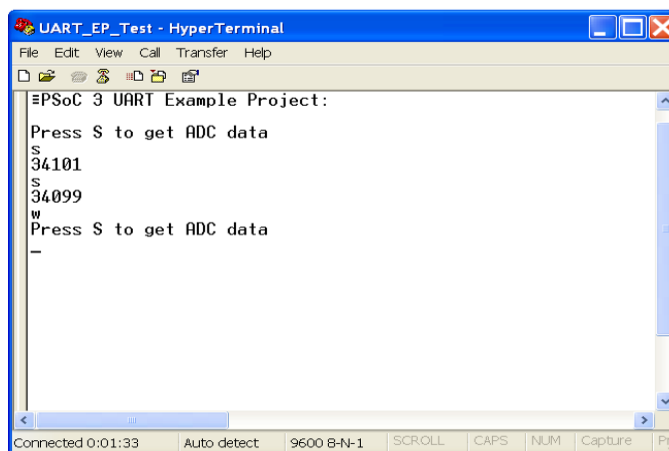 UART_EP_Test - HyperTerminal
File Edit View Call Transfer Help
≡PSoC 3 UART Example Project:
Press S to get ADC data
s
34101
s
34099
w
Press S to get ADC data
_
Connected 0:01:33 Auto detect 9600 8-N-1 SCROLL CAPS NUM Capture